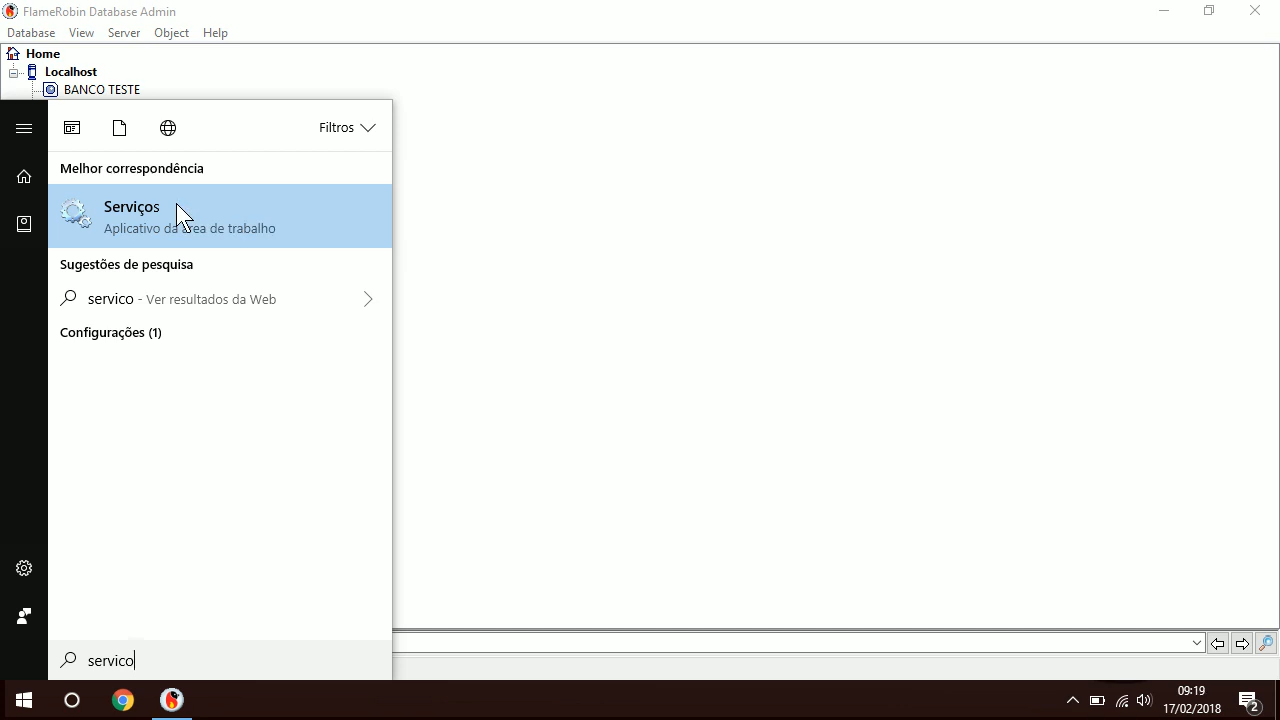 FlameRobin Database Admin
Database View Server Object Help
Home
Localhost
BANCO TESTE
Filtros
Melhor correspondência
Serviços
Aplicativo da área de trabalho
Sugestões de pesquisa
servico - Ver resultados da Web
Configurações (1)
servico
09:19
17/02/2018
2